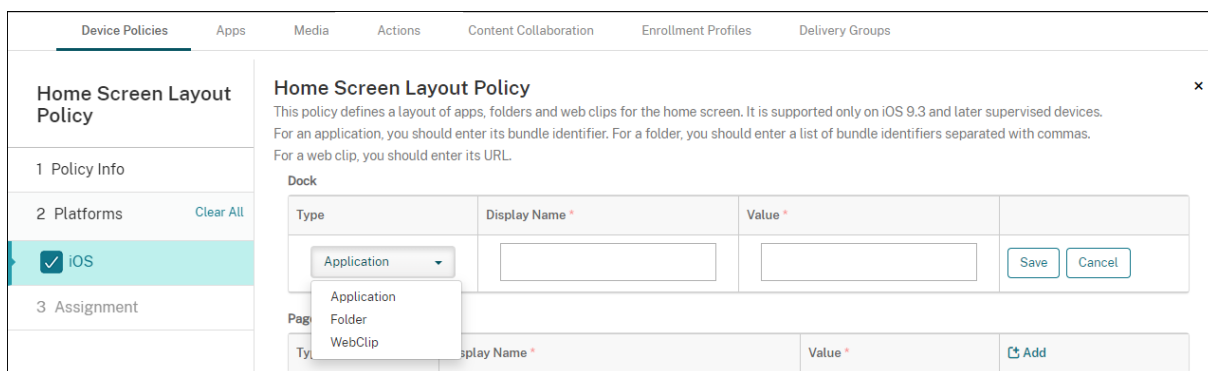 Device Policies Apps Media Actions Content Collaboration Enrollment Profiles Delivery Groups
Home Screen Layout
Policy
1 Policy Info
2 Platforms Clear All
iOS
3 Assignment
Home Screen Layout Policy ×
This policy defines a layout of apps, folders and web clips for the home screen. It is supported only on iOS 9.3 and later supervised devices.
For an application, you should enter its bundle identifier. For a folder, you should enter a list of bundle identifiers separated with commas.
For a web clip, you should enter its URL.
Dock
Type Display Name * Value *
Application Save Cancel
Application
Folder
WebClip
Display Name * Value * Add